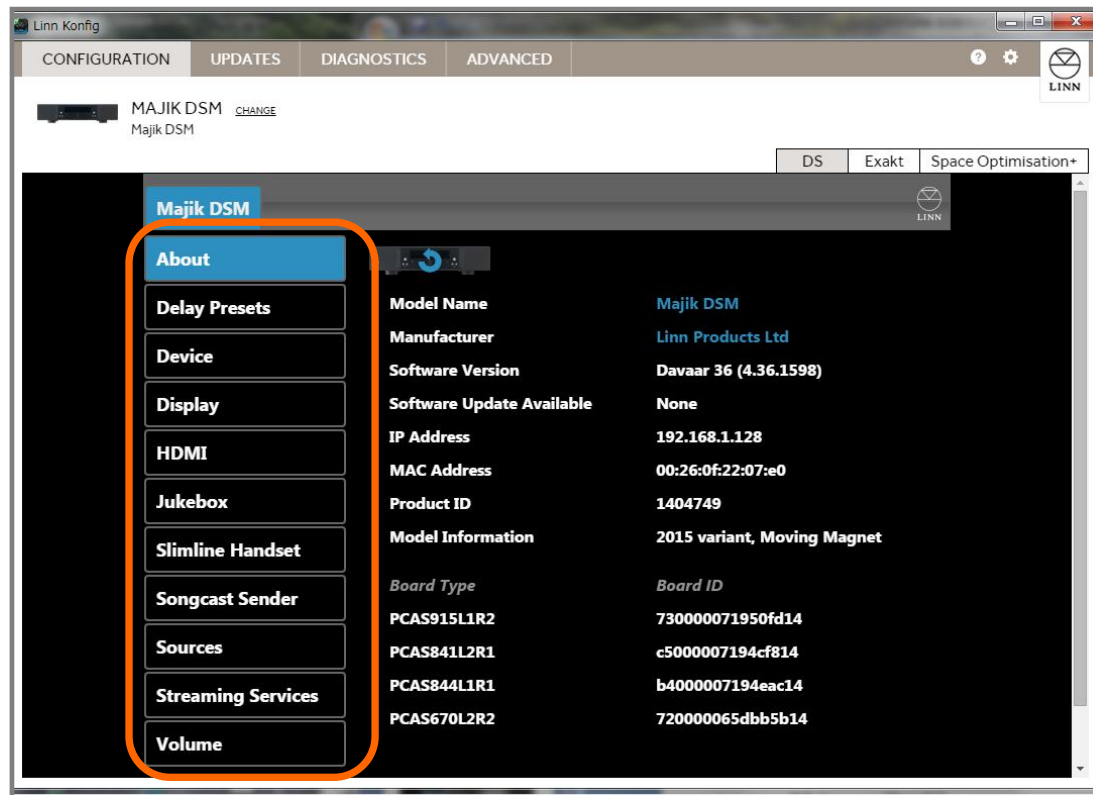 Linn Konfig
CONFIGURATION UPDATES DIAGNOSTICS ADVANCED
LINN
MAJIK DSM CHANGE
Majik DSM
DS Exakt Space Optimisation+
Majik DSM
LINN
About
Delay Presets
Device
Display
HDMI
Jukebox
Slimline Handset
Songcast Sender
Sources
Streaming Services
Volume
Model Name Majik DSM
Manufacturer Linn Products Ltd
Software Version Davaar 36 (4.36.1598)
Software Update Available None
IP Address 192.168.1.128
MAC Address 00:26:0f:22:07:e0
Product ID 1404749
Model Information 2015 variant, Moving Magnet
Board Type Board ID
PCAS915L1R2 730000071950fd14
PCAS841L2R1 c5000007194cf814
PCAS844L1R1 b4000007194eac14
PCAS670L2R2 720000065dbb5b14